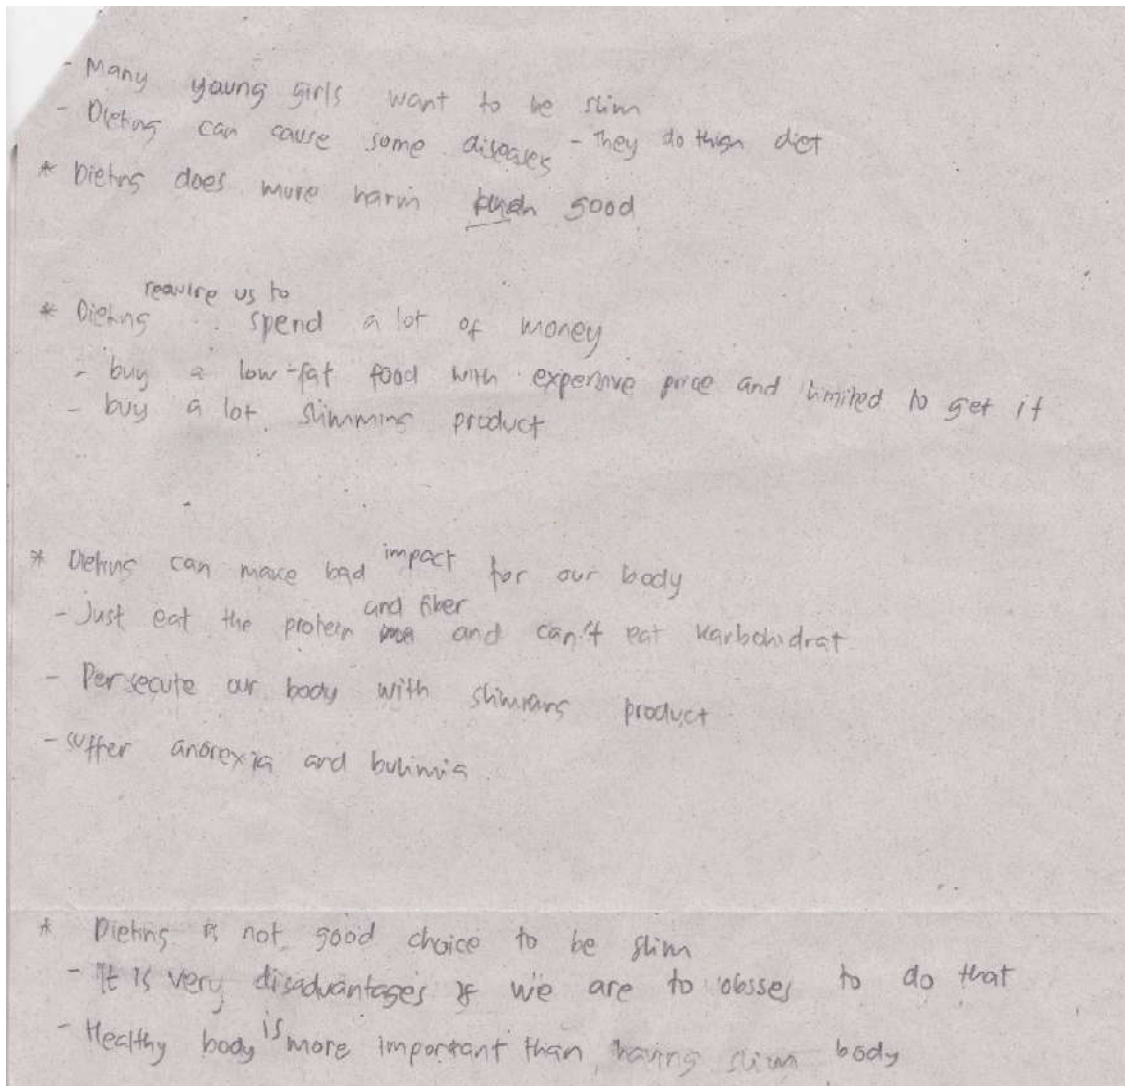 - Many young girls want to be slim
- Dieting can cause some diseases - They do diet
* Dieting does more harm good
require us to
* Dieting spend a lot of money
- buy a low-fat food with expensive price and limited to get it
- buy a lot slimming product
* Dieting can make bad impact for our body
- Just eat the protein and fiber and can't eat karbohidrat
- Persecute our body with product
- suffer anorexia and bulimia
* Dieting is not good choice to be slim
- It is very disadvantages if we are to obsses to do that
- Healthy body is more important than having slim body